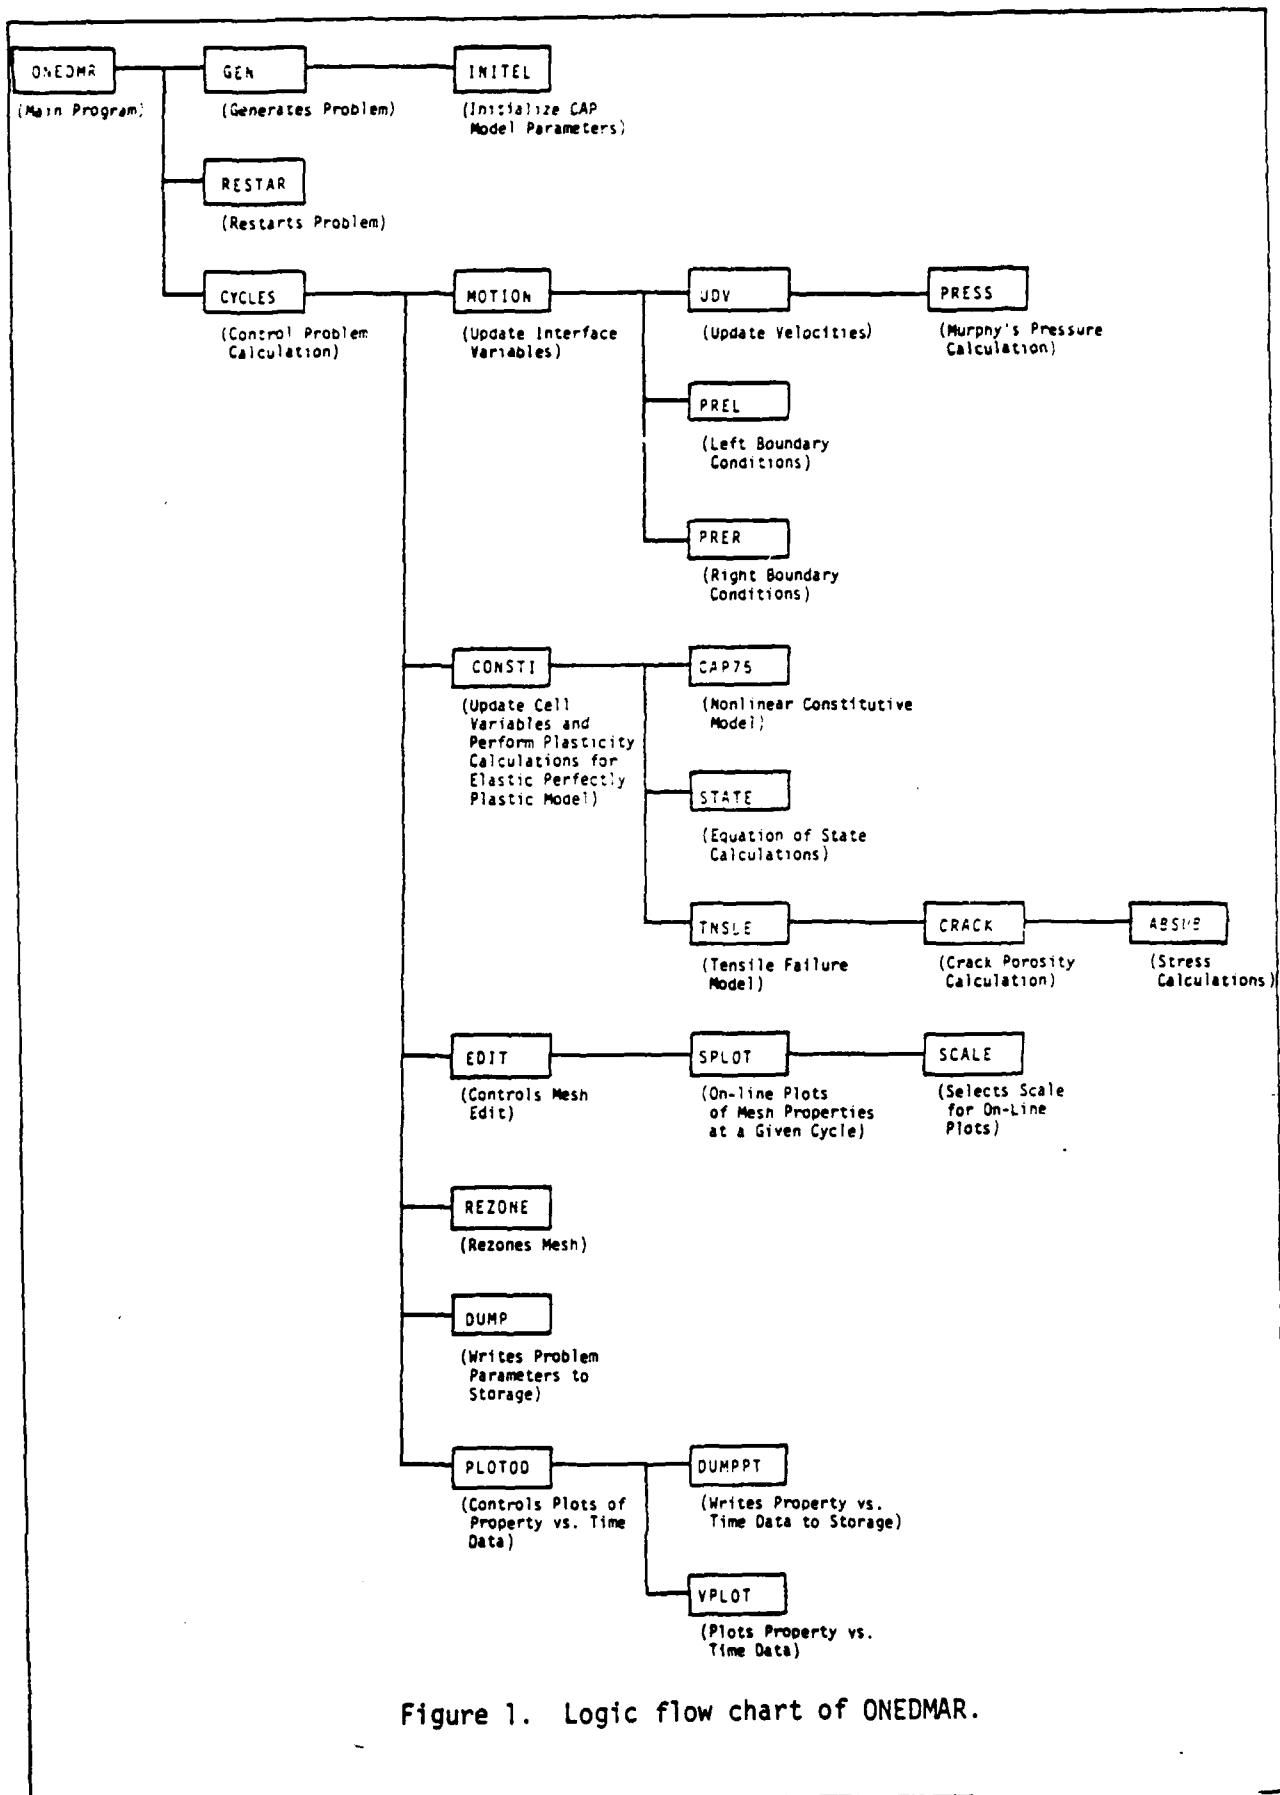 ONEDMR
GEN
INITEL
(Main Program)
(Generates Problem)
(Initialize CAP
Model Parameters)
RESTAR
(Restarts Problem)
CYCLES
MOTION
UDV
PRESS
(Control Problem
Calculation)
(Update Interface
Variables)
(Update Velocities)
(Murphy's Pressure
Calculation)
PREL
(Left Boundary
Conditions)
PRER
(Right Boundary
Conditions)
CONSTI
CAP75
(Update Cell
Variables and
Perform Plasticity
Calculations for
Elastic Perfectly
Plastic Model)
(Nonlinear Constitutive
Model)
STATE
(Equation of State
Calculations)
TNSLE
CRACK
ABSUB
(Tensile Failure
Model)
(Crack Porosity
Calculation)
(Stress
Calculations)
EDIT
SPLOT
SCALE
(Controls Mesh
Edit)
(On-line Plots
of Mesh Properties
at a Given Cycle)
(Selects Scale
for On-Line
Plots)
REZONE
(Rezones Mesh)
DUMP
(Writes Problem
Parameters to
Storage)
PLOTOD
DUMPPT
(Controls Plots of
Property vs. Time
Data)
(Writes Property vs.
Time Data to Storage)
VPLOT
(Plots Property vs.
Time Data)
Figure 1. Logic flow chart of ONEDMAR.